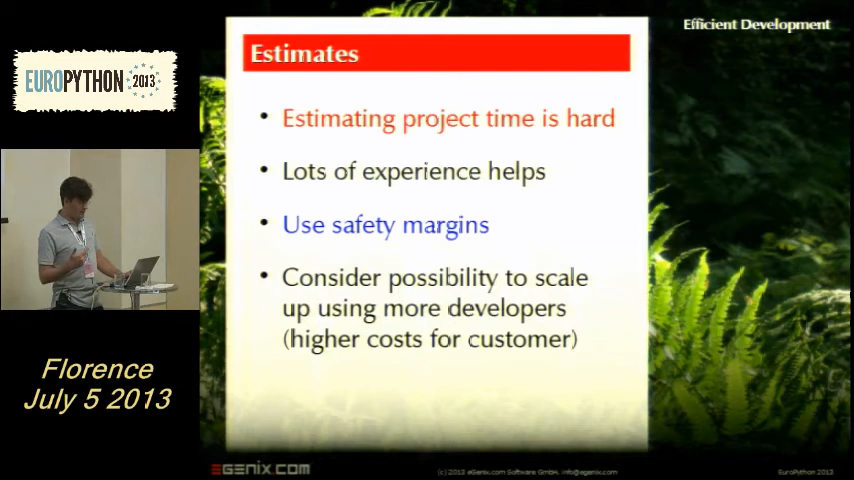 Efficient Development
EUROPYTHON 2013
Estimates
• Estimating project time is hard
• Lots of experience helps
• Use safety margins
• Consider possibility to scale
up using more developers
(higher costs for customer)
Florence
July 5 2013
EGENIX.COM
(c) 2013 eGenix.com Software GmbH, info@egenix.com
EuroPython 2013